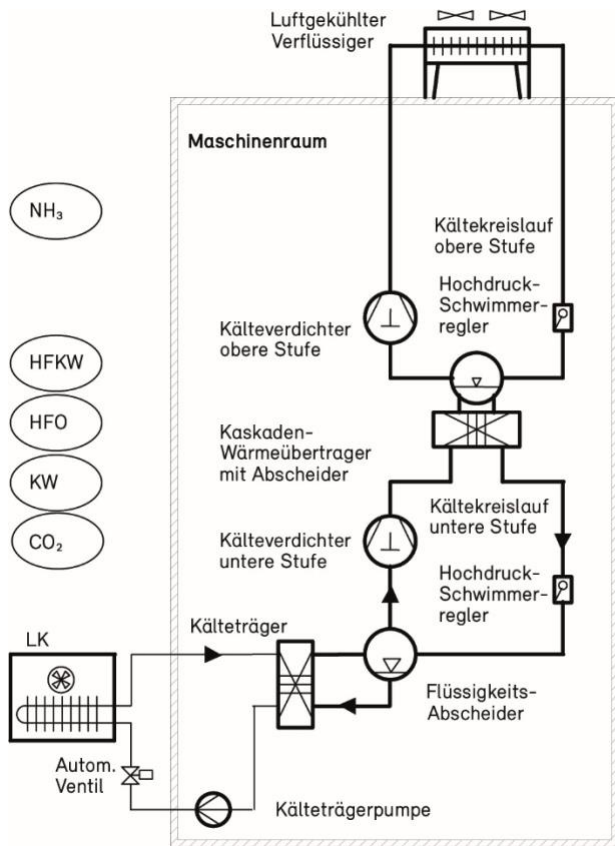 Luftgekühlter
Verflüssiger
Maschinenraum
NH₃
Kältekreislauf
obere Stufe
Hochdruck-
Schwimmer-
regler
Kälteverdichter
obere Stufe
HFKW
HFO
KW
CO₂
Kaskaden-
Wärmeübertrager
mit Abscheider
Kältekreislauf
untere Stufe
Kälteverdichter
untere Stufe
Hochdruck-
Schwimmer-
regler
Kälteträger
LK
Flüssigkeits-
Abscheider
Autom.
Ventil
Kälteträgerpumpe